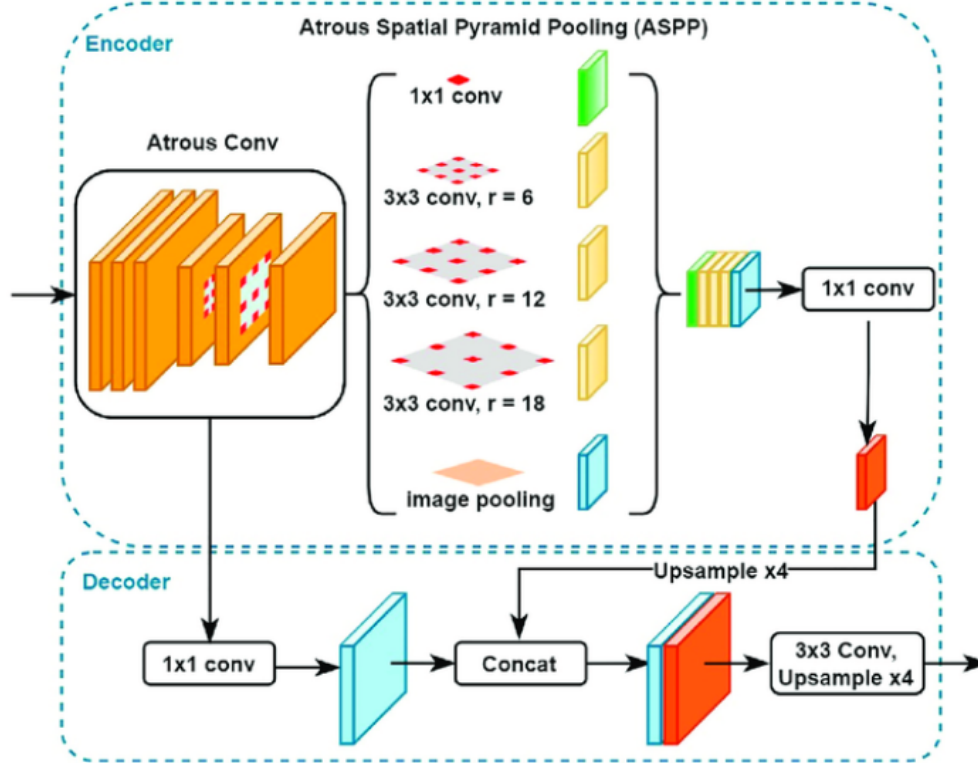 Atrous Spatial Pyramid Pooling (ASPP)
Encoder
1x1 conv
Atrous Conv
3x3 conv, r = 6
3x3 conv, r = 12
1x1 conv
3x3 conv, r = 18
image pooling
Decoder
Upsample x4
1x1 conv
Concat
3x3 Conv,
Upsample x4